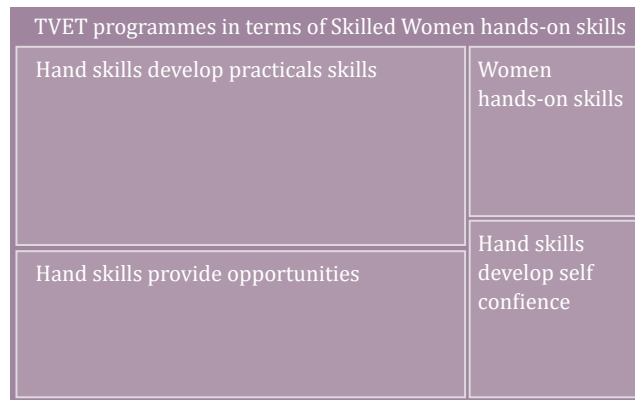 TVET programmes in terms of Skilled Women hands-on skills
Hand skills develop practicals skills
Women
hands-on skills
Hand skills provide opportunities
Hand skills
develop self
confience